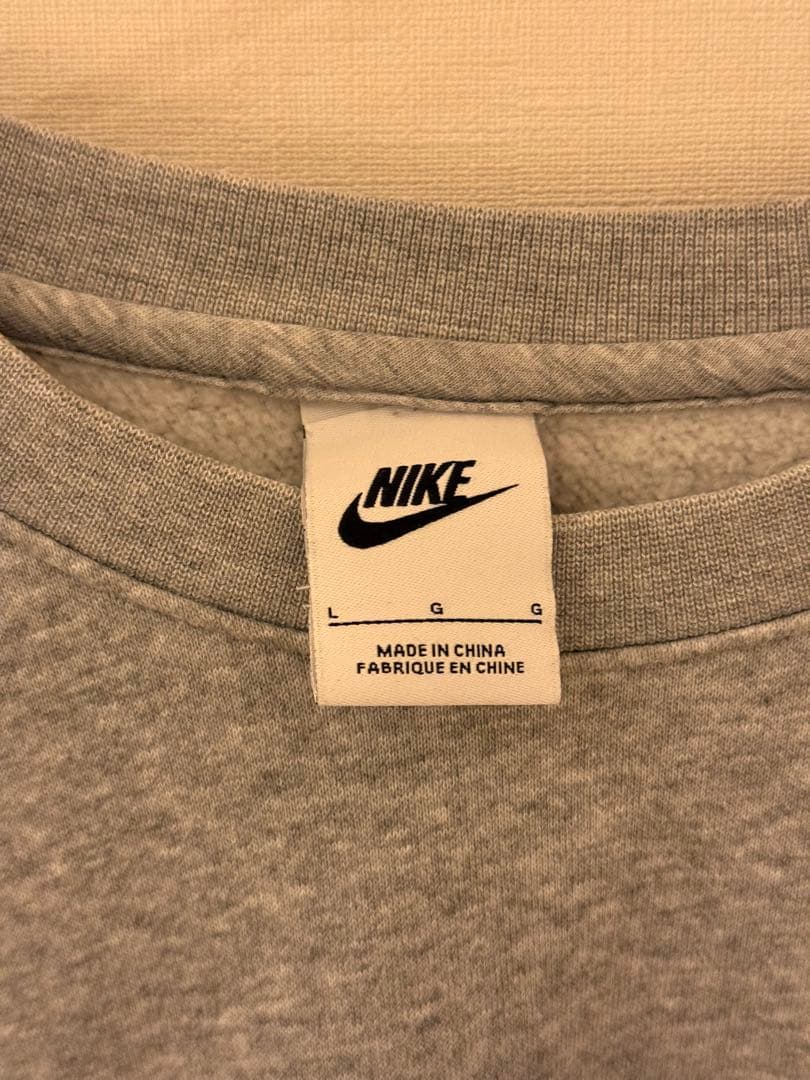 NIKE
L G G
MADE IN CHINA
FABRIQUE EN CHINE